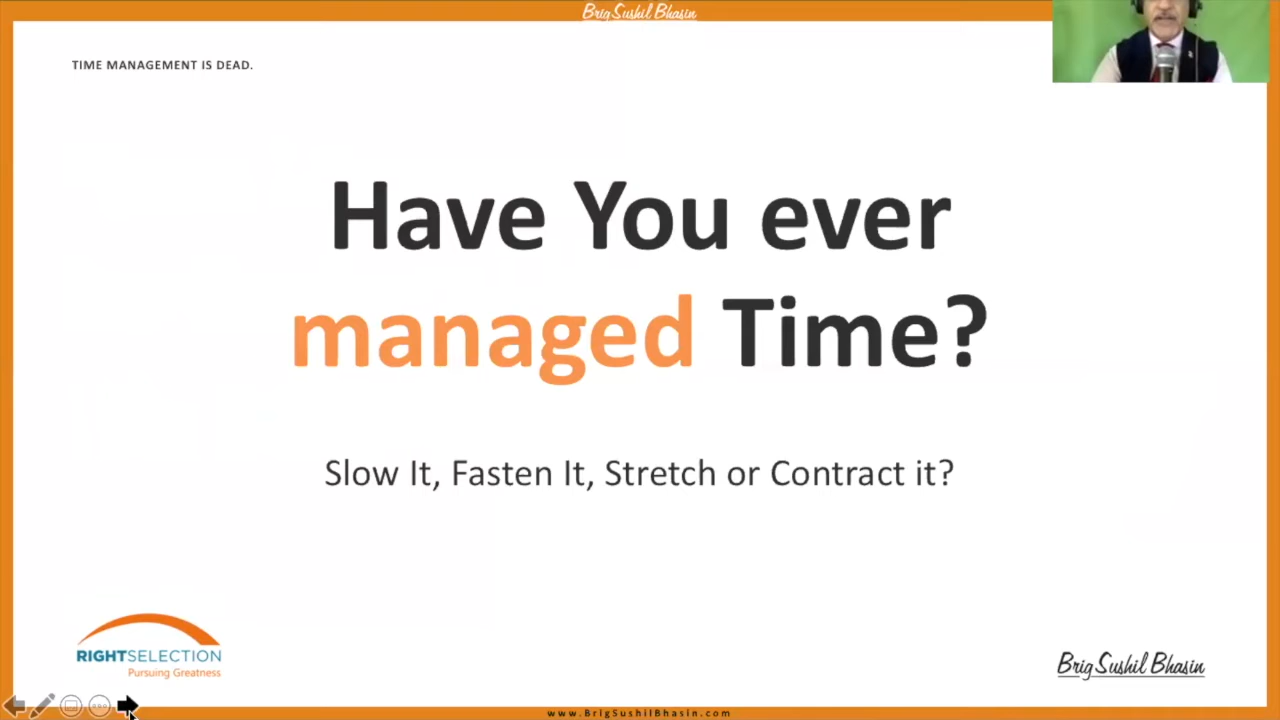 Brig Sushil Bhasin
TIME MANAGEMENT IS DEAD.
Have You ever
managed Time?
Slow It, Fasten It, Stretch or Contract it?
RIGHTSELECTION
Pursuing Greatness
Brig Sushil Bhasin
www.BrigSushilBhasin.com